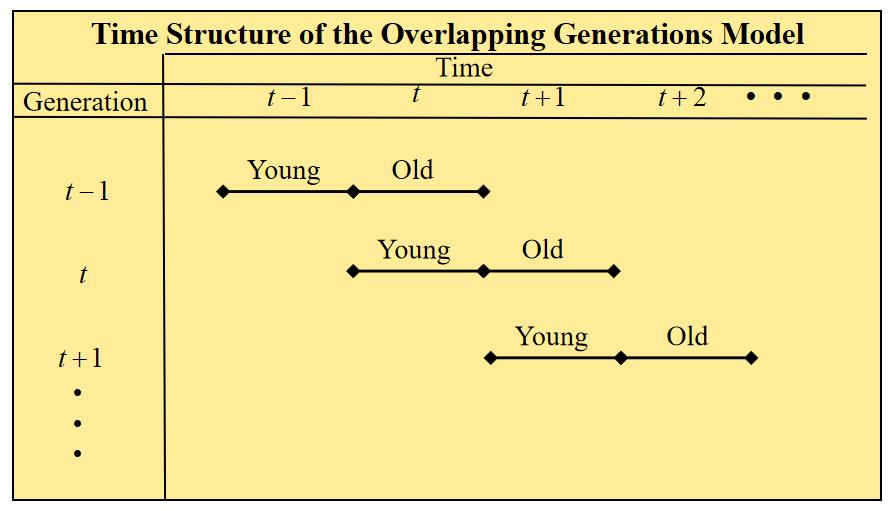 Time Structure of the Overlapping Generations Model
Time
Generation t – 1 t t + 1 t + 2 • • •
Young Old
t – 1
Young Old
t
Young Old
t + 1
•
•
•